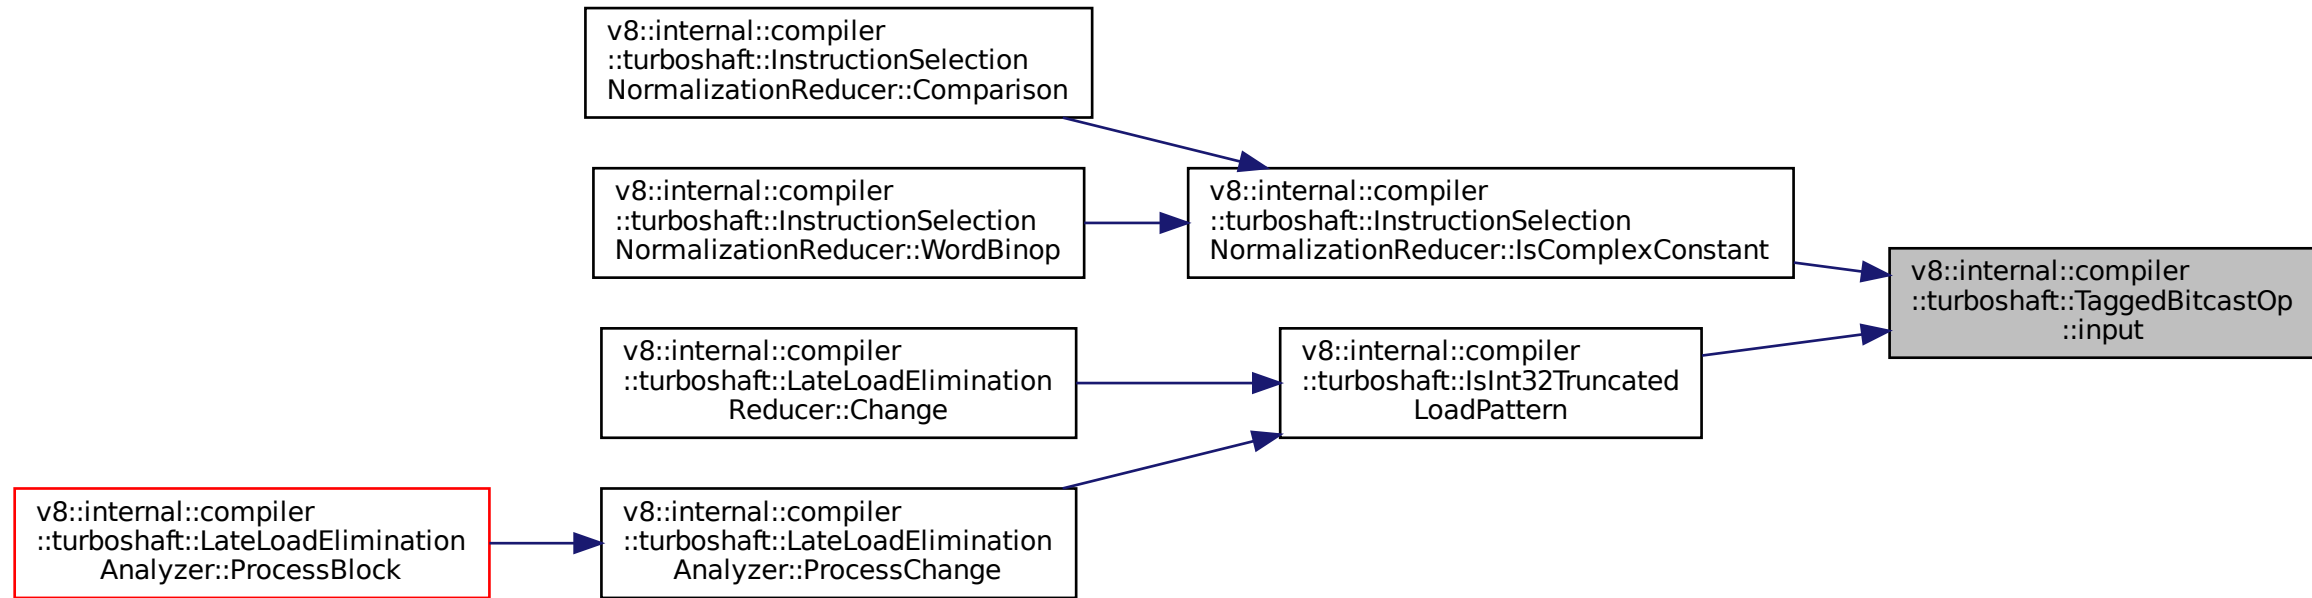 v8::internal::compiler
::turboshaft::InstructionSelection
NormalizationReducer::Comparison
v8::internal::compiler
::turboshaft::InstructionSelection
NormalizationReducer::WordBinop
v8::internal::compiler
::turboshaft::InstructionSelection
NormalizationReducer::IsComplexConstant
v8::internal::compiler
::turboshaft::TaggedBitcastOp
::input
v8::internal::compiler
::turboshaft::LateLoadElimination
Reducer::Change
v8::internal::compiler
::turboshaft::IsInt32Truncated
LoadPattern
v8::internal::compiler
::turboshaft::LateLoadElimination
Analyzer::ProcessBlock
v8::internal::compiler
::turboshaft::LateLoadElimination
Analyzer::ProcessChange